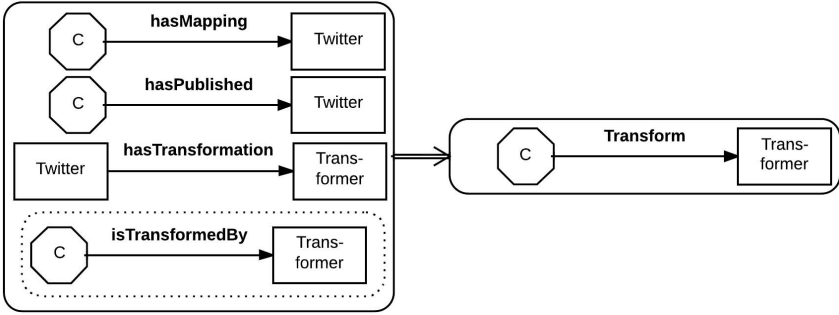 hasMapping
C
Twitter
hasPublished
C
Twitter
hasTransformation
Twitter
Trans-
former
isTransformedBy
C
Trans-
former
Transform
C
Trans-
former